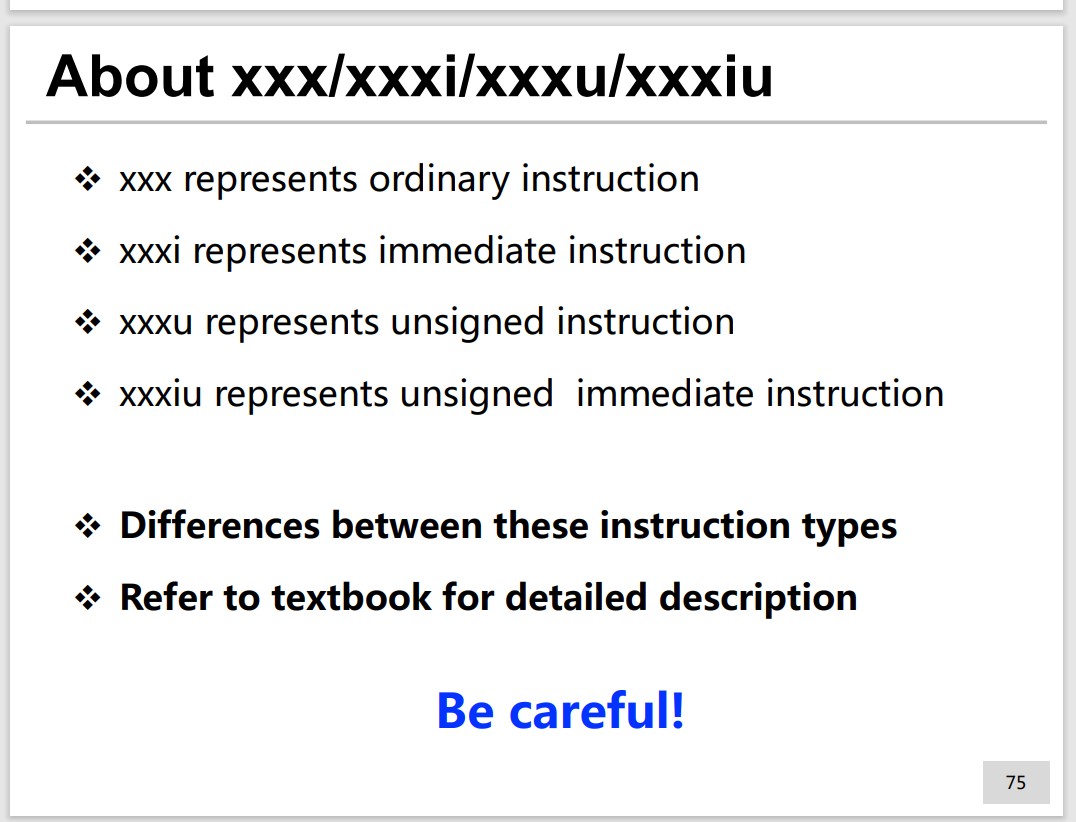 About xxx/xxxi/xxxu/xxxiu
❖ xxx represents ordinary instruction
❖ xxxi represents immediate instruction
❖ xxxu represents unsigned instruction
❖ xxxiu represents unsigned  immediate instruction
❖ Differences between these instruction types
❖ Refer to textbook for detailed description
Be careful!
75